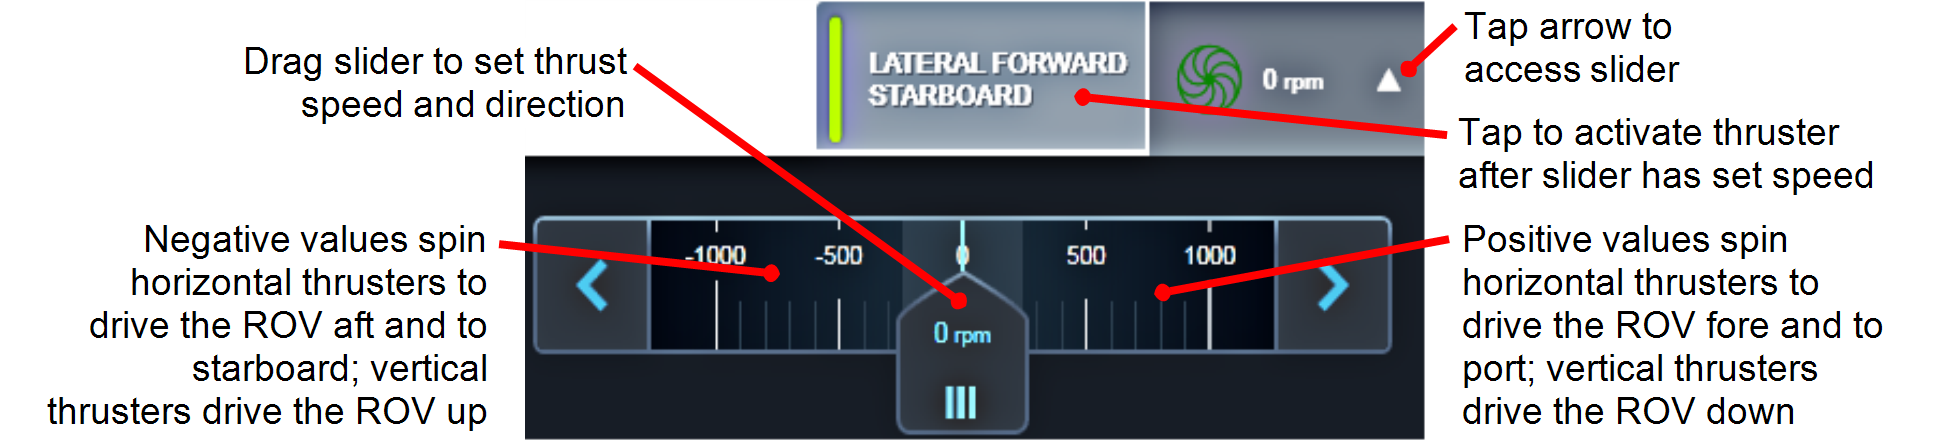 Drag slider to set thrust
speed and direction
LATERAL FORWARD
STARBOARD
0 rpm
Tap arrow to
access slider
Tap to activate thruster
after slider has set speed
Negative values spin
horizontal thrusters to
drive the ROV aft and to
starboard; vertical
thrusters drive the ROV up
-1000 -500 0 500 1000
0 rpm
Positive values spin
horizontal thrusters to
drive the ROV fore and to
port; vertical thrusters
drive the ROV down